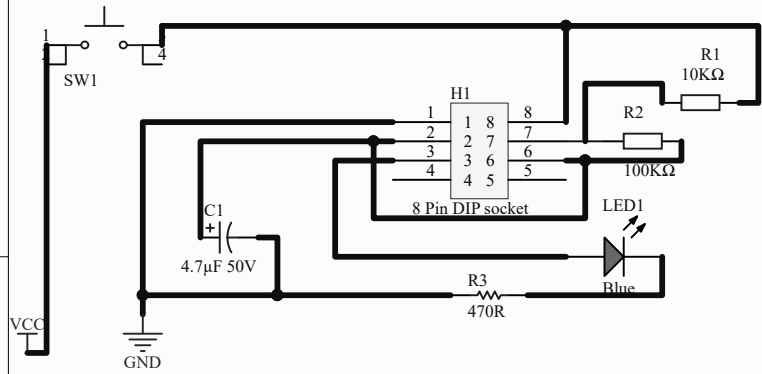 1
2
4
SW1
R1
10KΩ
H1
R2
1 1 8 8
2 2 7 7
3 3 6 6
4 4 5 5
100KΩ
8 Pin DIP socket
C1
+
4.7μF 50V
LED1
Blue
R3
470R
VCC
GND